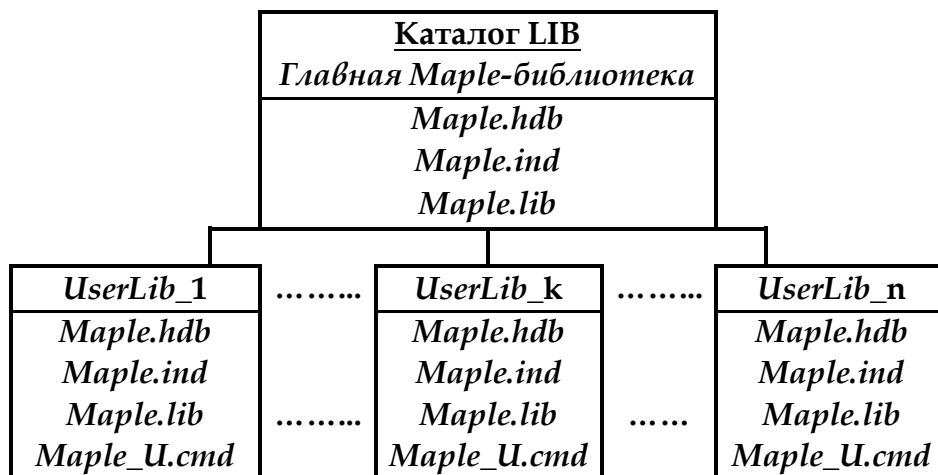 Каталог LIB
Главная Maple-библиотека
Maple.hdb
Maple.ind
Maple.lib
UserLib_1 ……... UserLib_k ……... UserLib_n
Maple.hdb Maple.hdb Maple.hdb
Maple.ind Maple.ind Maple.ind
Maple.lib ……... Maple.lib …… Maple.lib
Maple_U.cmd Maple_U.cmd Maple_U.cmd